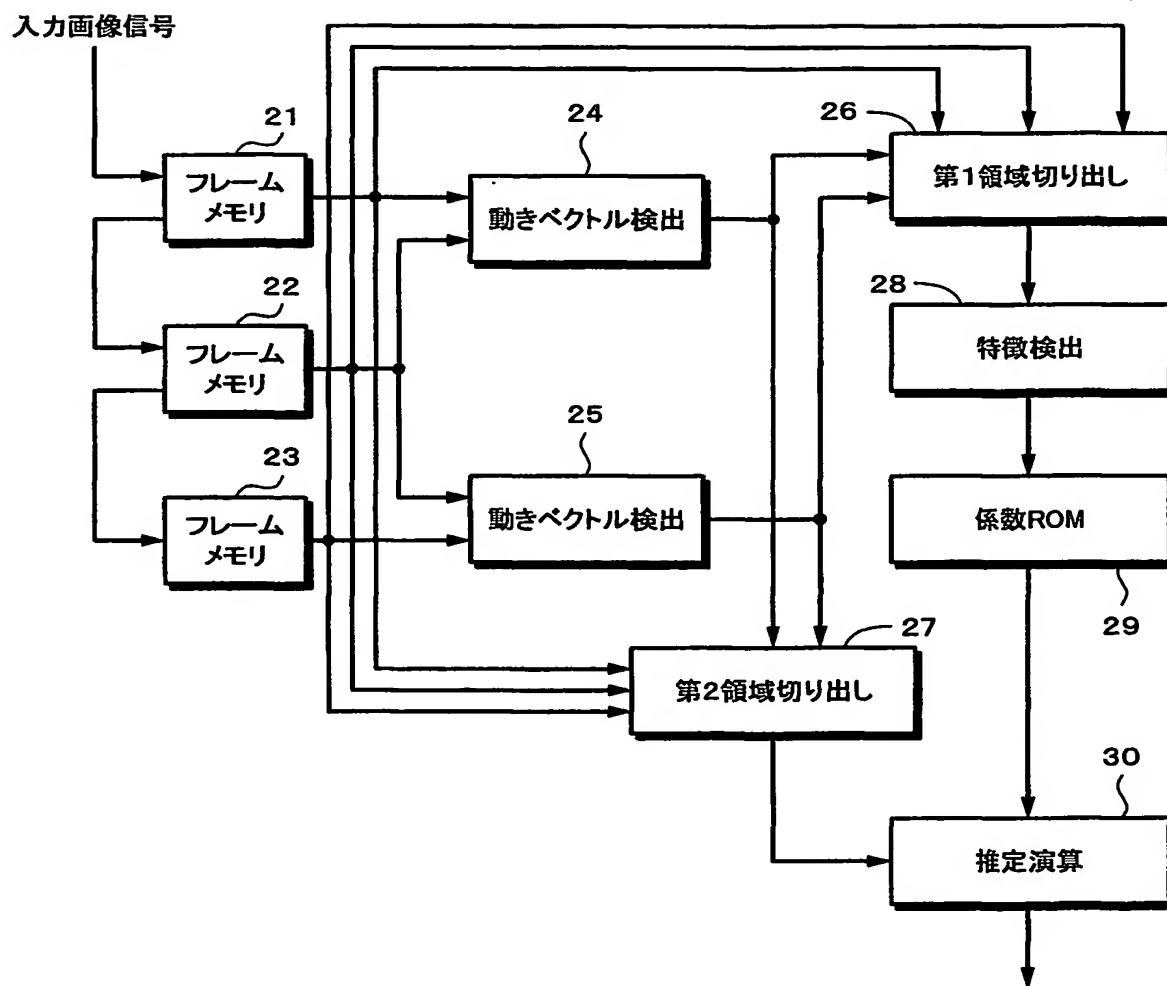 入力画像信号
21
フレーム
メモリ
24
動きベクトル検出
26
第1領域切り出し
22
フレーム
メモリ
28
特徴検出
23
フレーム
メモリ
25
動きベクトル検出
係数ROM
29
27
第2領域切り出し
30
推定演算